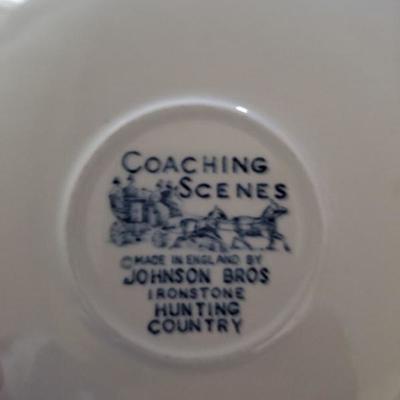 COACHING
SCENES
©MADE IN ENGLAND BY
JOHNSON BROS
IRONSTONE
HUNTING
COUNTRY